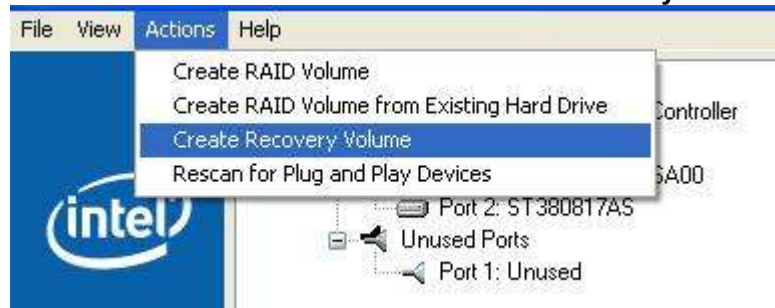 File View Actions Help
Create RAID Volume
Create RAID Volume from Existing Hard Drive
Controller
Create Recovery Volume
Rescan for Plug and Play Devices
SA00
intel
Port 2: ST380817AS
Unused Ports
Port 1: Unused